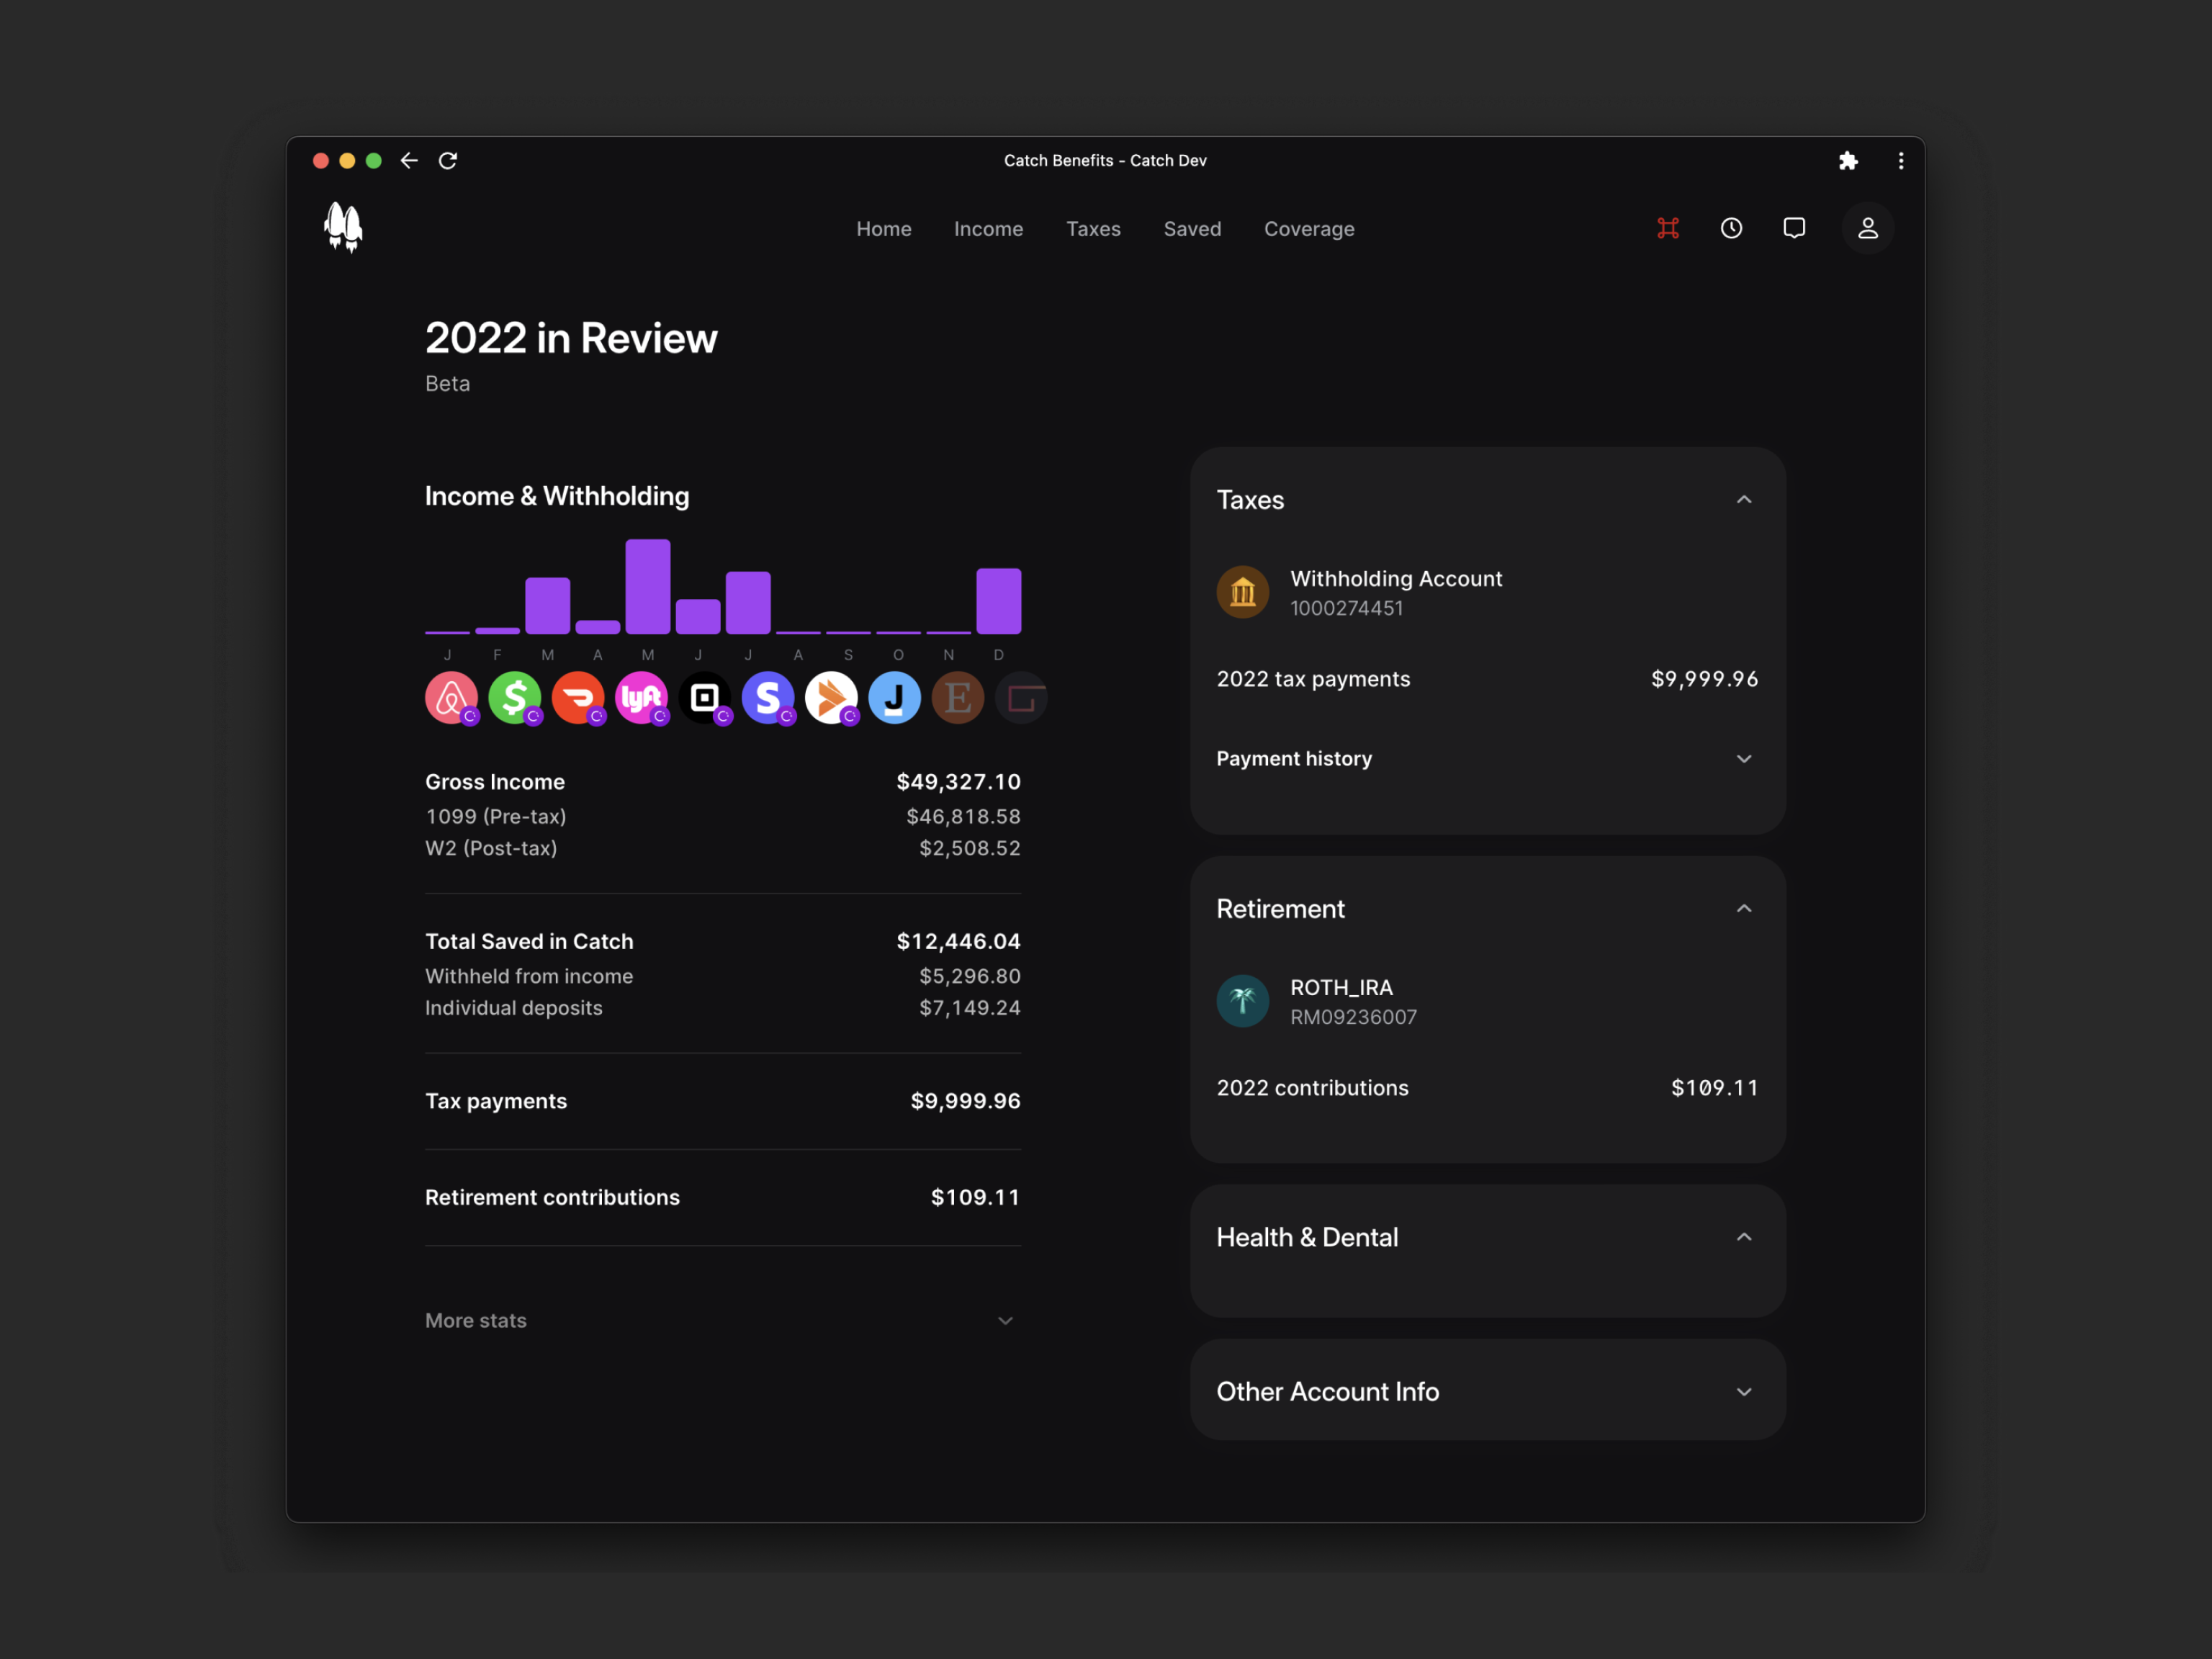 Catch Benefits - Catch Dev
Home Income Taxes Saved Coverage
2022 in Review
Beta
Income & Withholding
J F M A M J J A S O N D
$ lyft S J E
Gross Income $49,327.10
1099 (Pre-tax) $46,818.58
W2 (Post-tax) $2,508.52
Total Saved in Catch $12,446.04
Withheld from income $5,296.80
Individual deposits $7,149.24
Tax payments $9,999.96
Retirement contributions $109.11
More stats
Taxes
Withholding Account
1000274451
2022 tax payments $9,999.96
Payment history
Retirement
ROTH_IRA
RM09236007
2022 contributions $109.11
Health & Dental
Other Account Info